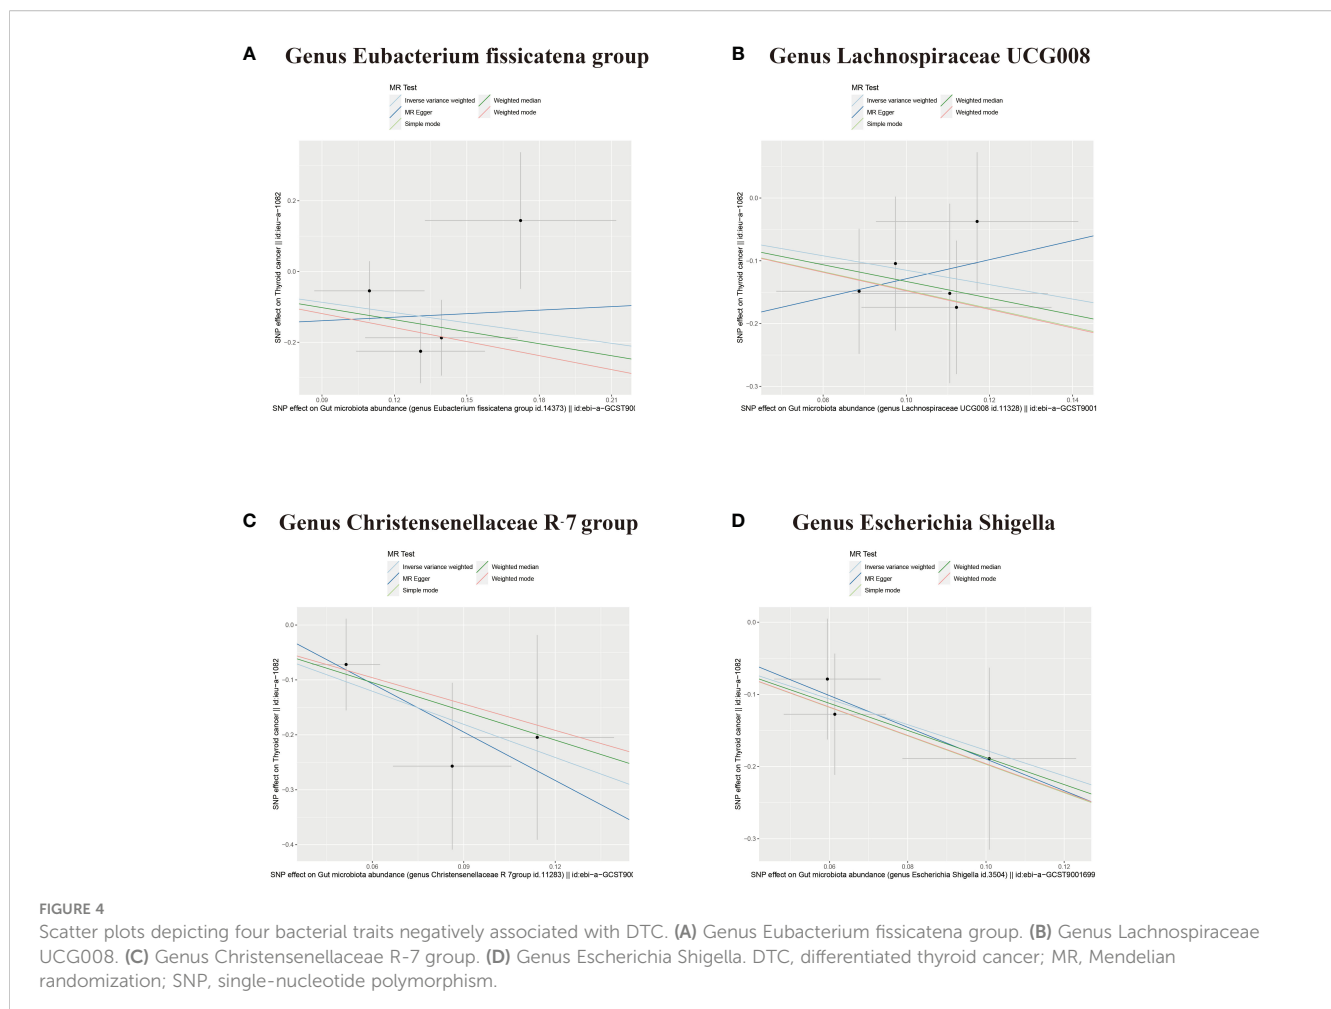 A Genus Eubacterium fissicatena group
MR Test
Inverse variance weighted Weighted median
MR Egger Weighted mode
Simple mode
SNP effect on Thyroid cancer || id:ieu-a-1082
0.2
0.0
−0.2
0.09 0.12 0.15 0.18 0.21
SNP effect on Gut microbiota abundance (genus Eubacterium fissicatena group id.14373) || id:ebi-a-GCST90(
B Genus Lachnospiraceae UCG008
MR Test
Inverse variance weighted Weighted median
MR Egger Weighted mode
Simple mode
SNP effect on Thyroid cancer || id:ieu-a-1082
0.0
−0.1
−0.2
−0.3
0.08 0.10 0.12 0.14
SNP effect on Gut microbiota abundance (genus Lachnospiraceae UCG008 id.11328) || id:ebi-a-GCST9001
C Genus Christensenellaceae R-7 group
MR Test
Inverse variance weighted Weighted median
MR Egger Weighted mode
Simple mode
SNP effect on Thyroid cancer || id:ieu-a-1082
0.0
−0.1
−0.2
−0.3
−0.4
0.06 0.09 0.12
SNP effect on Gut microbiota abundance (genus Christensenellaceae R 7group id.11283) || id:ebi-a-GCST90(
D Genus Escherichia Shigella
MR Test
Inverse variance weighted Weighted median
MR Egger Weighted mode
Simple mode
SNP effect on Thyroid cancer || id:ieu-a-1082
0.0
−0.1
−0.2
−0.3
0.06 0.08 0.10 0.12
SNP effect on Gut microbiota abundance (genus Escherichia Shigella id.3504) || id:ebi-a-GCST9001699
FIGURE 4
Scatter plots depicting four bacterial traits negatively associated with DTC. (A) Genus Eubacterium fissicatena group. (B) Genus Lachnospiraceae
UCG008. (C) Genus Christensenellaceae R-7 group. (D) Genus Escherichia Shigella. DTC, differentiated thyroid cancer; MR, Mendelian
randomization; SNP, single-nucleotide polymorphism.